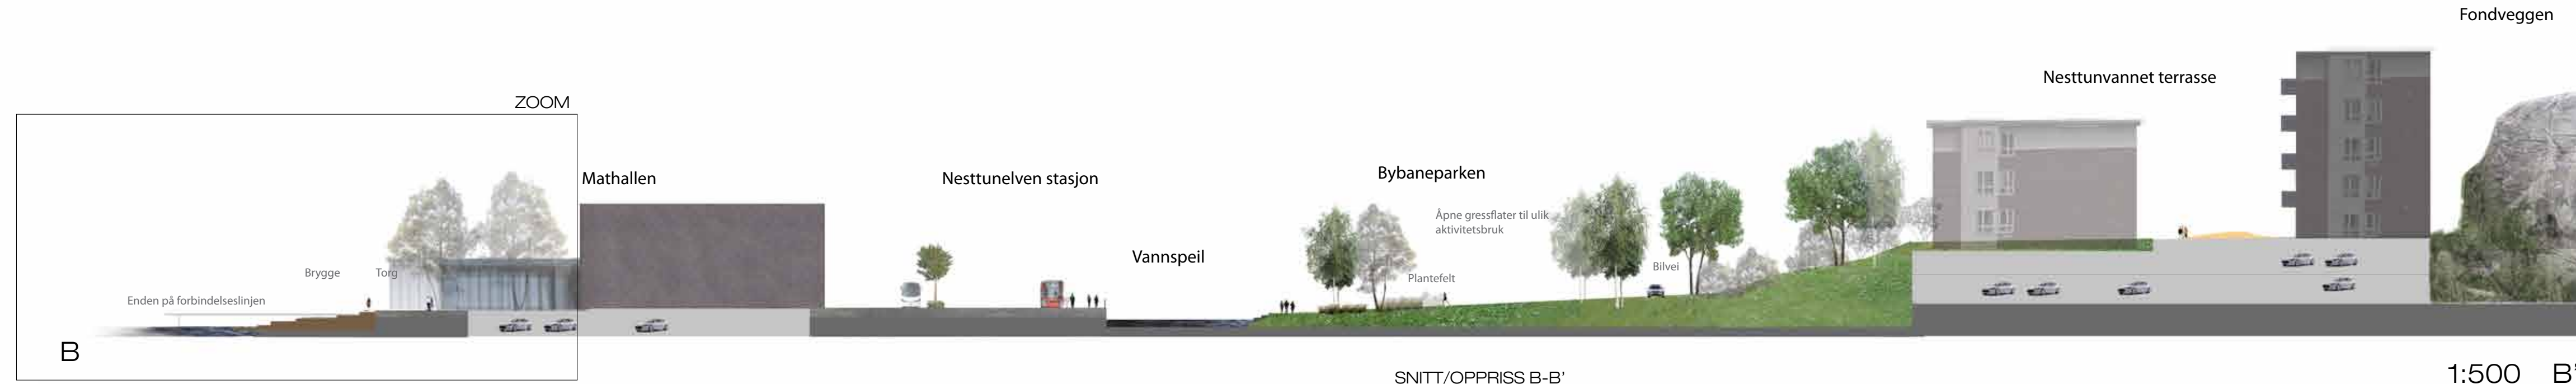 Fondveggen
Nesttunvannet terrasse
ZOOM
Mathallen
Nesttunelven stasjon
Bybaneparken
Åpne gressflater til ulik
aktivitetsbruk
Vannspeil
Bilvei
Plantefelt
Brygge
Torg
Enden på forbindelseslinjen
B
SNITT/OPPRISS B-B'
1:500
B'